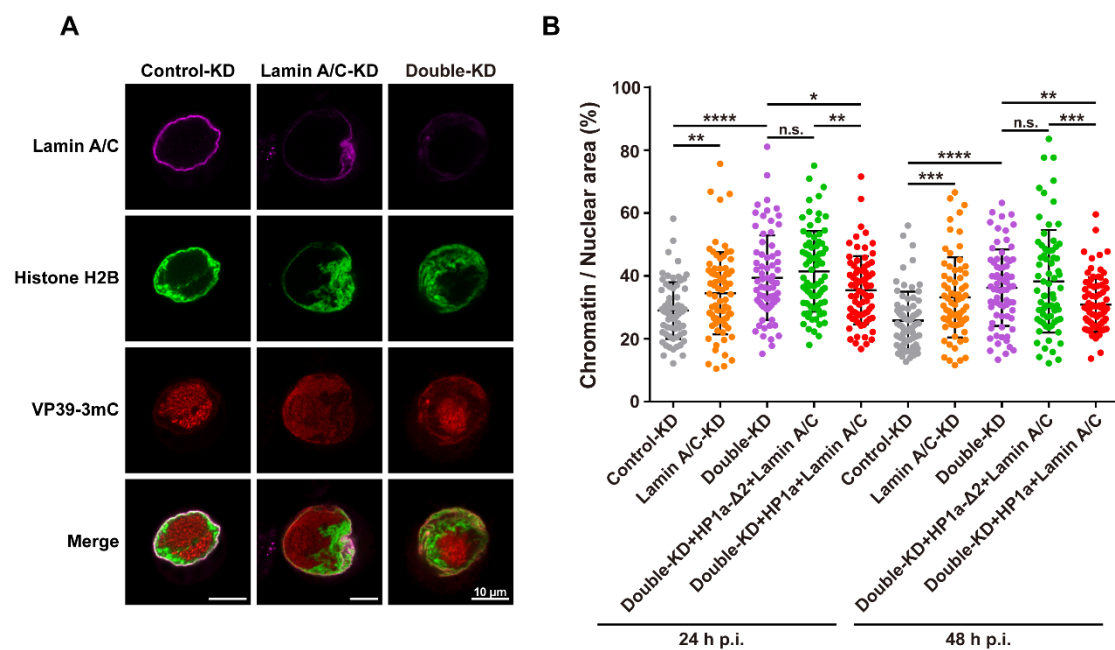 A
Control-KD
Lamin A/C-KD
Double-KD
Lamin A/C
Histone H2B
VP39-3mC
Merge
10 μm
B
Chromatin / Nuclear area (%)
100
80
60
40
20
0
*
**
****
n.s.
**
n.s.
***
**
****
***
Control-KD
Lamin A/C-KD
Double-KD
Double-KD+HP1a-Δ2+Lamin A/C
Double-KD+HP1a+Lamin A/C
Control-KD
Lamin A/C-KD
Double-KD
Double-KD+HP1a-Δ2+Lamin A/C
Double-KD+HP1a+Lamin A/C
24 h p.i.
48 h p.i.